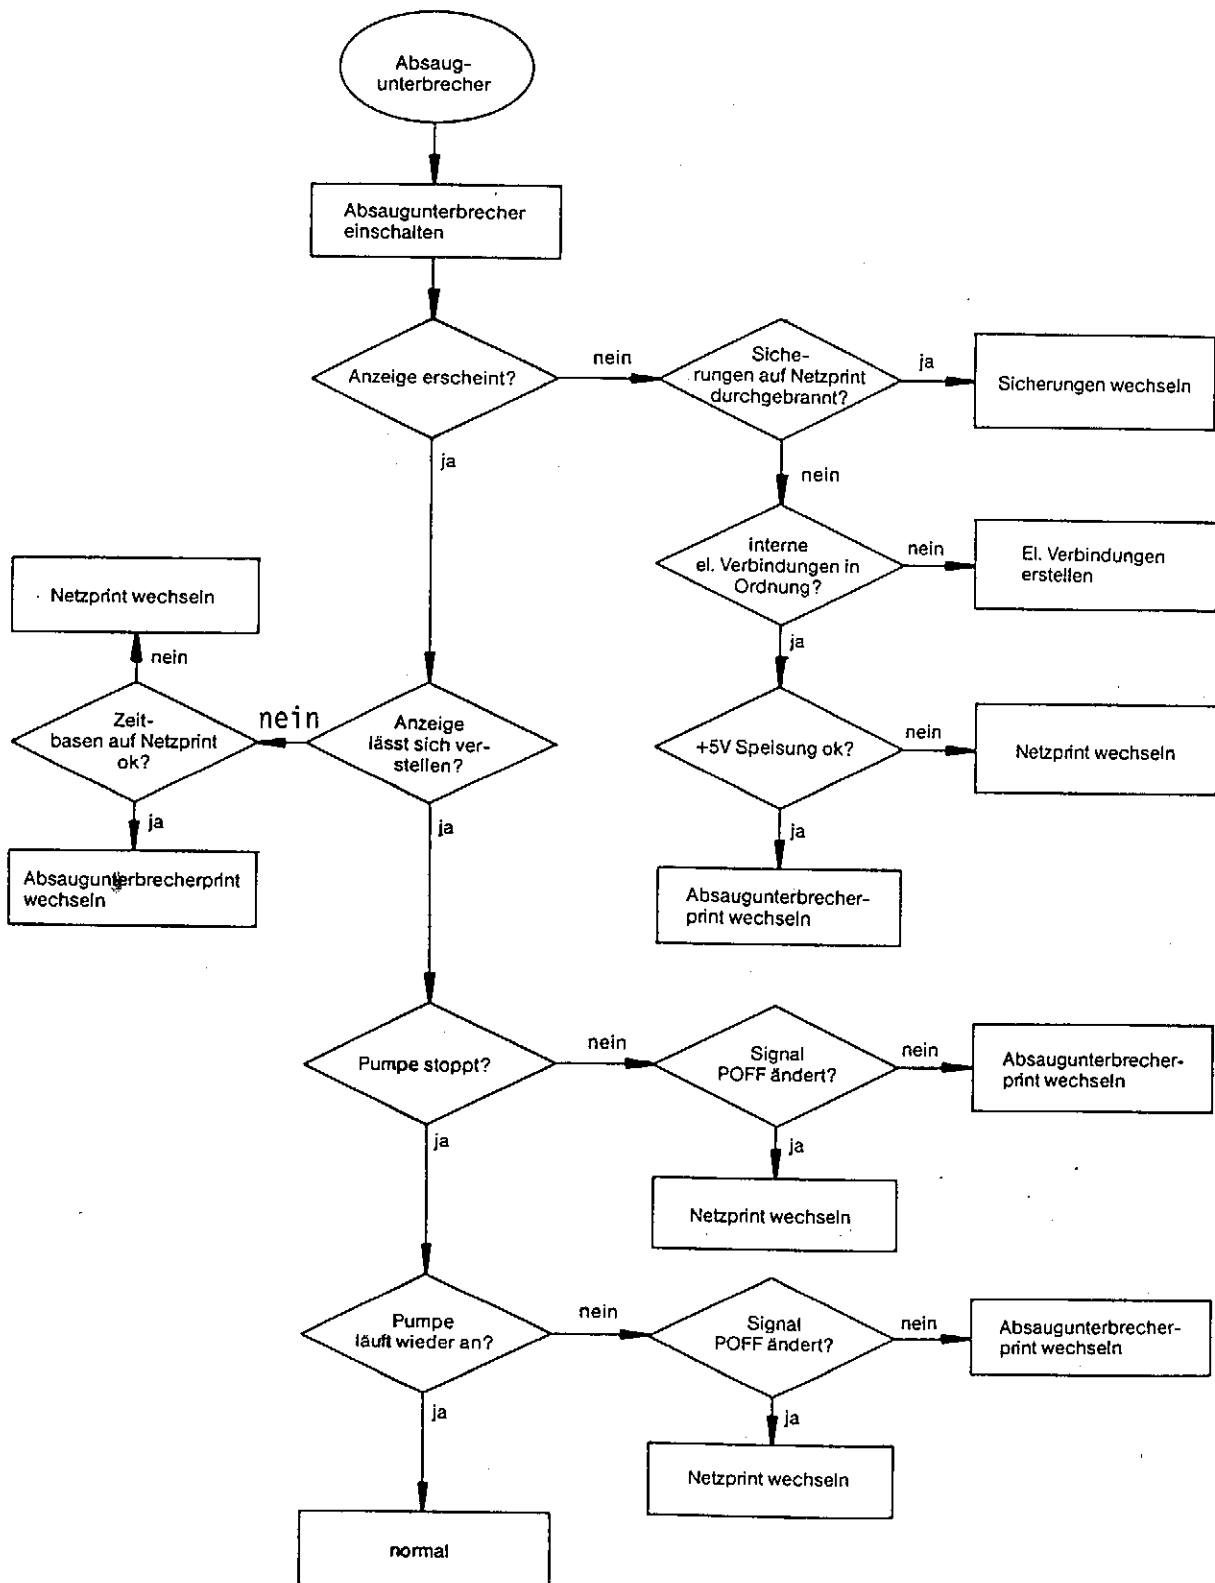 Absaug-
unterbrecher
Absaugunterbrecher
einschalten
Anzeige erscheint?
nein
Siche-
rungen auf Netzprint
durchgebrannt?
ja
Sicherungen wechseln
ja
nein
interne
el. Verbindungen in
Ordnung?
nein
El. Verbindungen
erstellen
ja
Netzprint wechseln
nein
Zeit-
basen auf Netzprint
ok?
nein
Anzeige
lässt sich ver-
stellen?
+5V Speisung ok?
nein
Netzprint wechseln
ja
Absaugunterbrecherprint
wechseln
ja
ja
Absaugunterbrecher-
print wechseln
Pumpe stoppt?
nein
Signal
POFF ändert?
nein
Absaugunterbrecher-
print wechseln
ja
ja
Netzprint wechseln
Pumpe
läuft wieder an?
nein
Signal
POFF ändert?
nein
Absaugunterbrecher-
print wechseln
ja
ja
Netzprint wechseln
normal